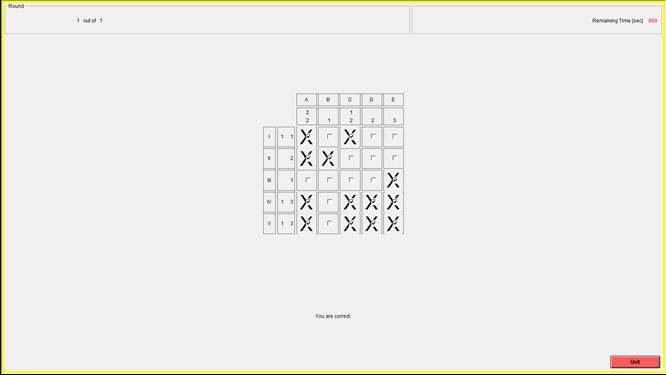 Round
1 out of 1
Remaining Time [sec] 869
A B C D E
2 1
2 1 2 2 3
I 1 1 X X
II 2 X X
III 1 X
IV 1 3 X X X X
V 1 3 X X X X
You are correct.
Quit